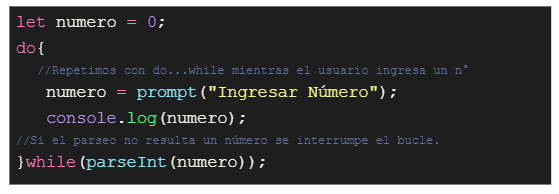 let numero = 0;
do{
//Repetimos con do...while mientras el usuario ingresa un n°
numero = prompt("Ingresar Número");
console.log(numero);
//Si el parseo no resulta un número se interrumpe el bucle.
}while(parseInt(numero));